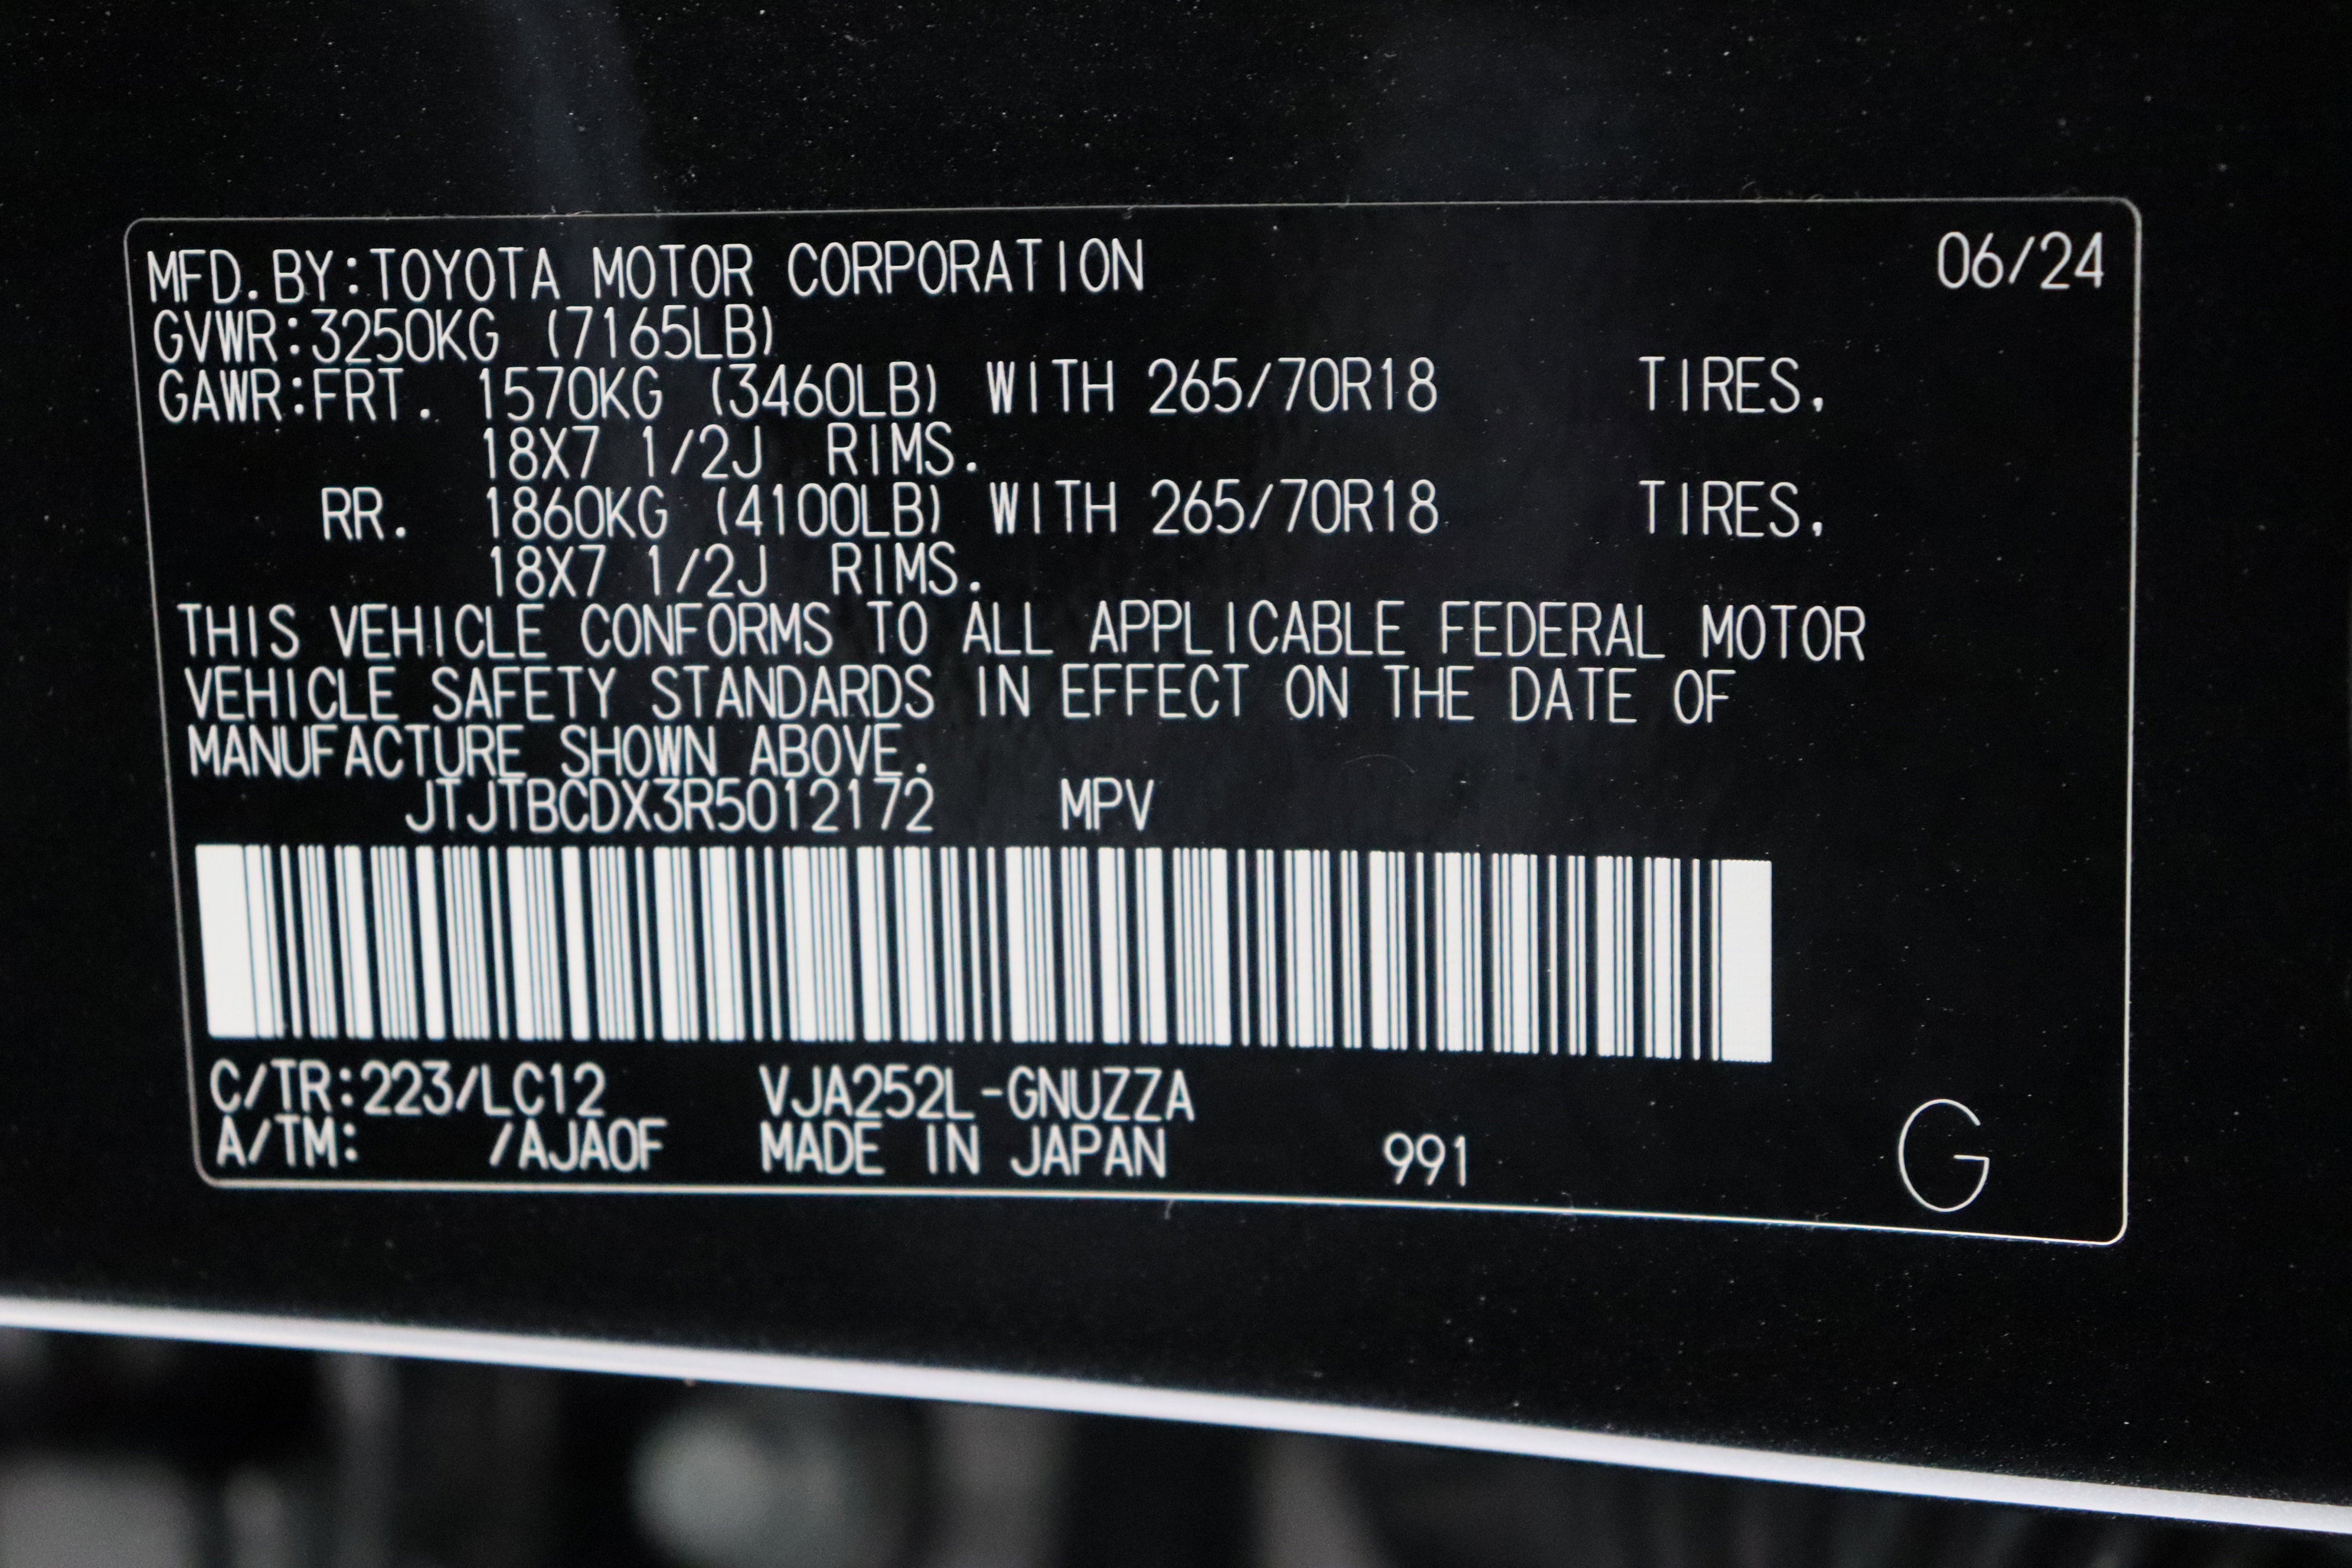 MFD.BY:TOYOTA MOTOR CORPORATION 06/24
GVWR:3250KG (7165LB)
GAWR:FRT. 1570KG (3460LB) WITH 265/70R18 TIRES,
18X7 1/2J RIMS.
RR. 1860KG (4100LB) WITH 265/70R18 TIRES,
18X7 1/2J RIMS.
THIS VEHICLE CONFORMS TO ALL APPLICABLE FEDERAL MOTOR
VEHICLE SAFETY STANDARDS IN EFFECT ON THE DATE OF
MANUFACTURE SHOWN ABOVE.
JTJTBCDX3R5012172 MPV
C/TR:223/LC12 VJA252L-GNUZZA
A/TM: /AJA0F MADE IN JAPAN 991 G